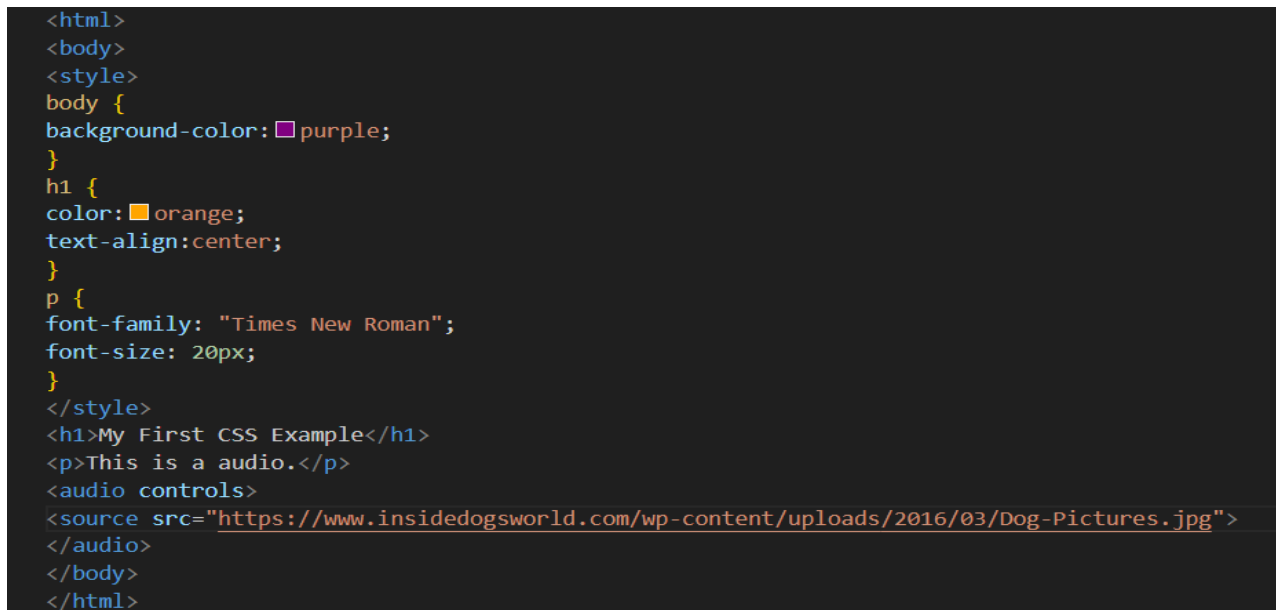 <html>
<body>
<style>
body {
background-color: purple;
}
h1 {
color: orange;
text-align:center;
}
p {
font-family: "Times New Roman";
font-size: 20px;
}
</style>
<h1>My First CSS Example</h1>
<p>This is a audio.</p>
<audio controls>
<source src="https://www.insidedogsworld.com/wp-content/uploads/2016/03/Dog-Pictures.jpg">
</audio>
</body>
</html>